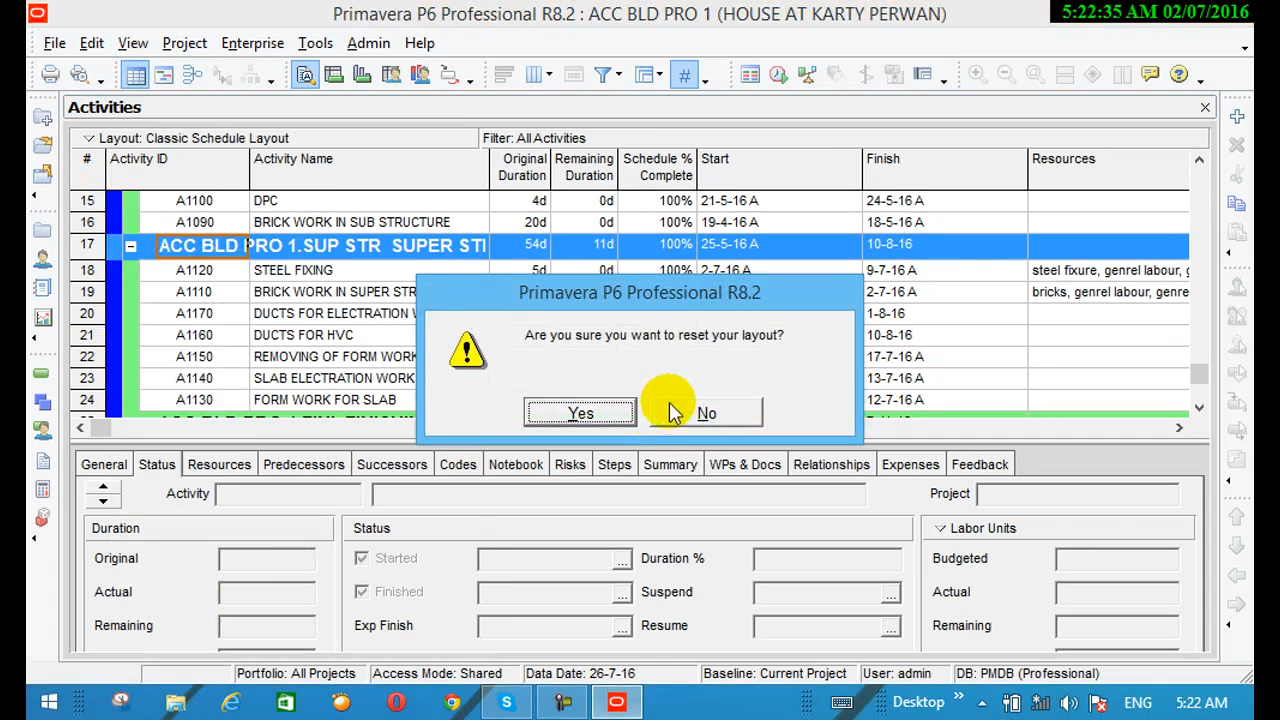 Primavera P6 Professional R8.2 : ACC BLD PRO 1 (HOUSE AT KARTY PERWAN)
5:22:35 AM 02/07/2016
File Edit View Project Enterprise Tools Admin Help
Activities
Layout: Classic Schedule Layout Filter: All Activities
# Activity ID Activity Name Original Duration Remaining Duration Schedule % Complete Start Finish Resources
15 A1100 DPC 4d 0d 100% 21-5-16 A 24-5-16 A
16 A1090 BRICK WORK IN SUB STRUCTURE 20d 0d 100% 19-4-16 A 18-5-16 A
17 ACC BLD PRO 1.SUP STR SUPER STI 54d 11d 100% 25-5-16 A 10-8-16
18 A1120 STEEL FIXING 5d 0d 100% 2-7-16 A 9-7-16 A steel fixure, genrel labour, g
19 A1110 BRICK WORK IN SUPER STR 2-7-16 A bricks, genrel labour, genre
20 A1170 DUCTS FOR ELECTRATION W 1-8-16
21 A1160 DUCTS FOR HVC 10-8-16
22 A1150 REMOVING OF FORM WORK 17-7-16 A
23 A1140 SLAB ELECTRATION WORK 13-7-16 A
24 A1130 FORM WORK FOR SLAB 12-7-16 A
Primavera P6 Professional R8.2
Are you sure you want to reset your layout?
Yes No
General Status Resources Predecessors Successors Codes Notebook Risks Steps Summary WPs & Docs Relationships Expenses Feedback
Activity Project
Duration Status Labor Units
Original Started ... Duration % Budgeted
Actual Finished ... Suspend ... Actual
Remaining Exp Finish ... Resume ... Remaining
Portfolio: All Projects Access Mode: Shared Data Date: 26-7-16 Baseline: Current Project User: admin DB: PMDB (Professional)
Desktop ENG 5:22 AM